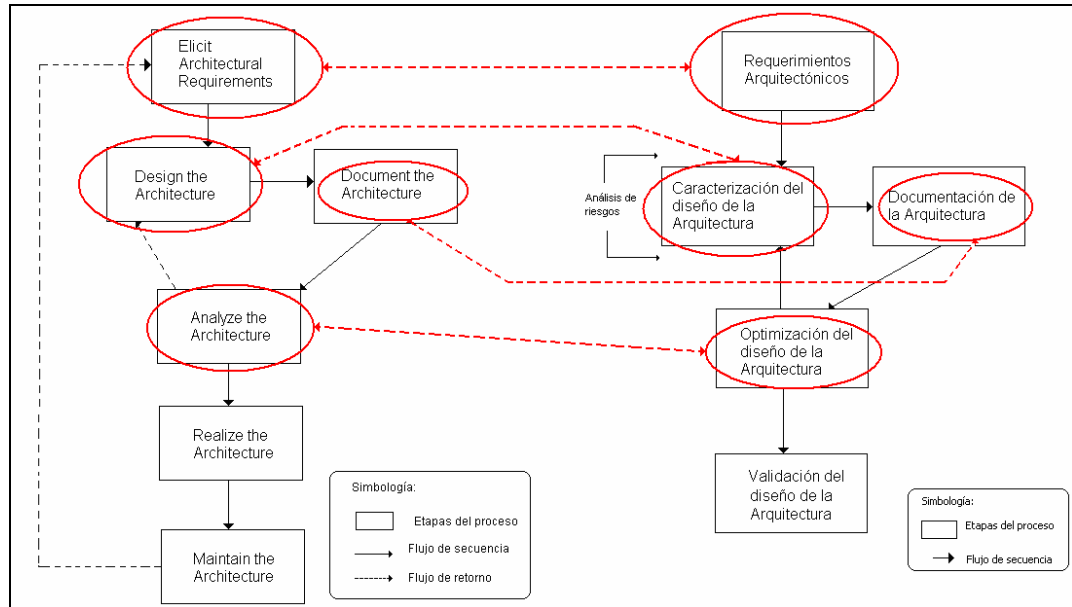 Elicit
Architectural
Requirements
Design the
Architecture
Document the
Architecture
Analyze the
Architecture
Realize the
Architecture
Maintain the
Architecture
Simbología:
Etapas del proceso
Flujo de secuencia
Flujo de retorno
Requerimientos
Arquitectónicos
Análisis de
riesgos
Caracterización del
diseño de la
Arquitectura
Documentación de
la Arquitectura
Optimización del
diseño de la
Arquitectura
Validación del
diseño de la
Arquitectura
Simbología:
Etapas del proceso
Flujo de secuencia